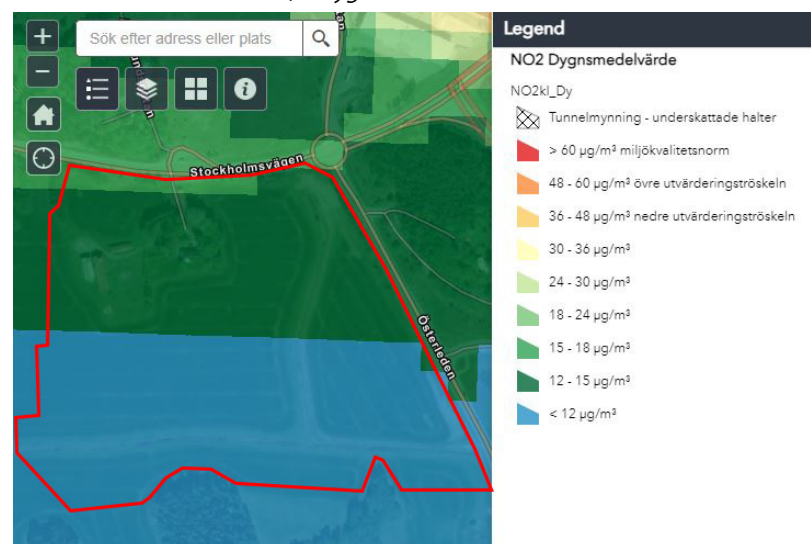 Sök efter adress eller plats
Stockholmsvägen
Österleden
Legend
NO2 Dygnsmedelvärde
NO2kl_Dy
Tunnelmynning - underskattade halter
> 60 µg/m³ miljökvalitetsnorm
48 - 60 µg/m³ övre utvärderingströskeln
36 - 48 µg/m³ nedre utvärderingströskeln
30 - 36 µg/m³
24 - 30 µg/m³
18 - 24 µg/m³
15 - 18 µg/m³
12 - 15 µg/m³
< 12 µg/m³